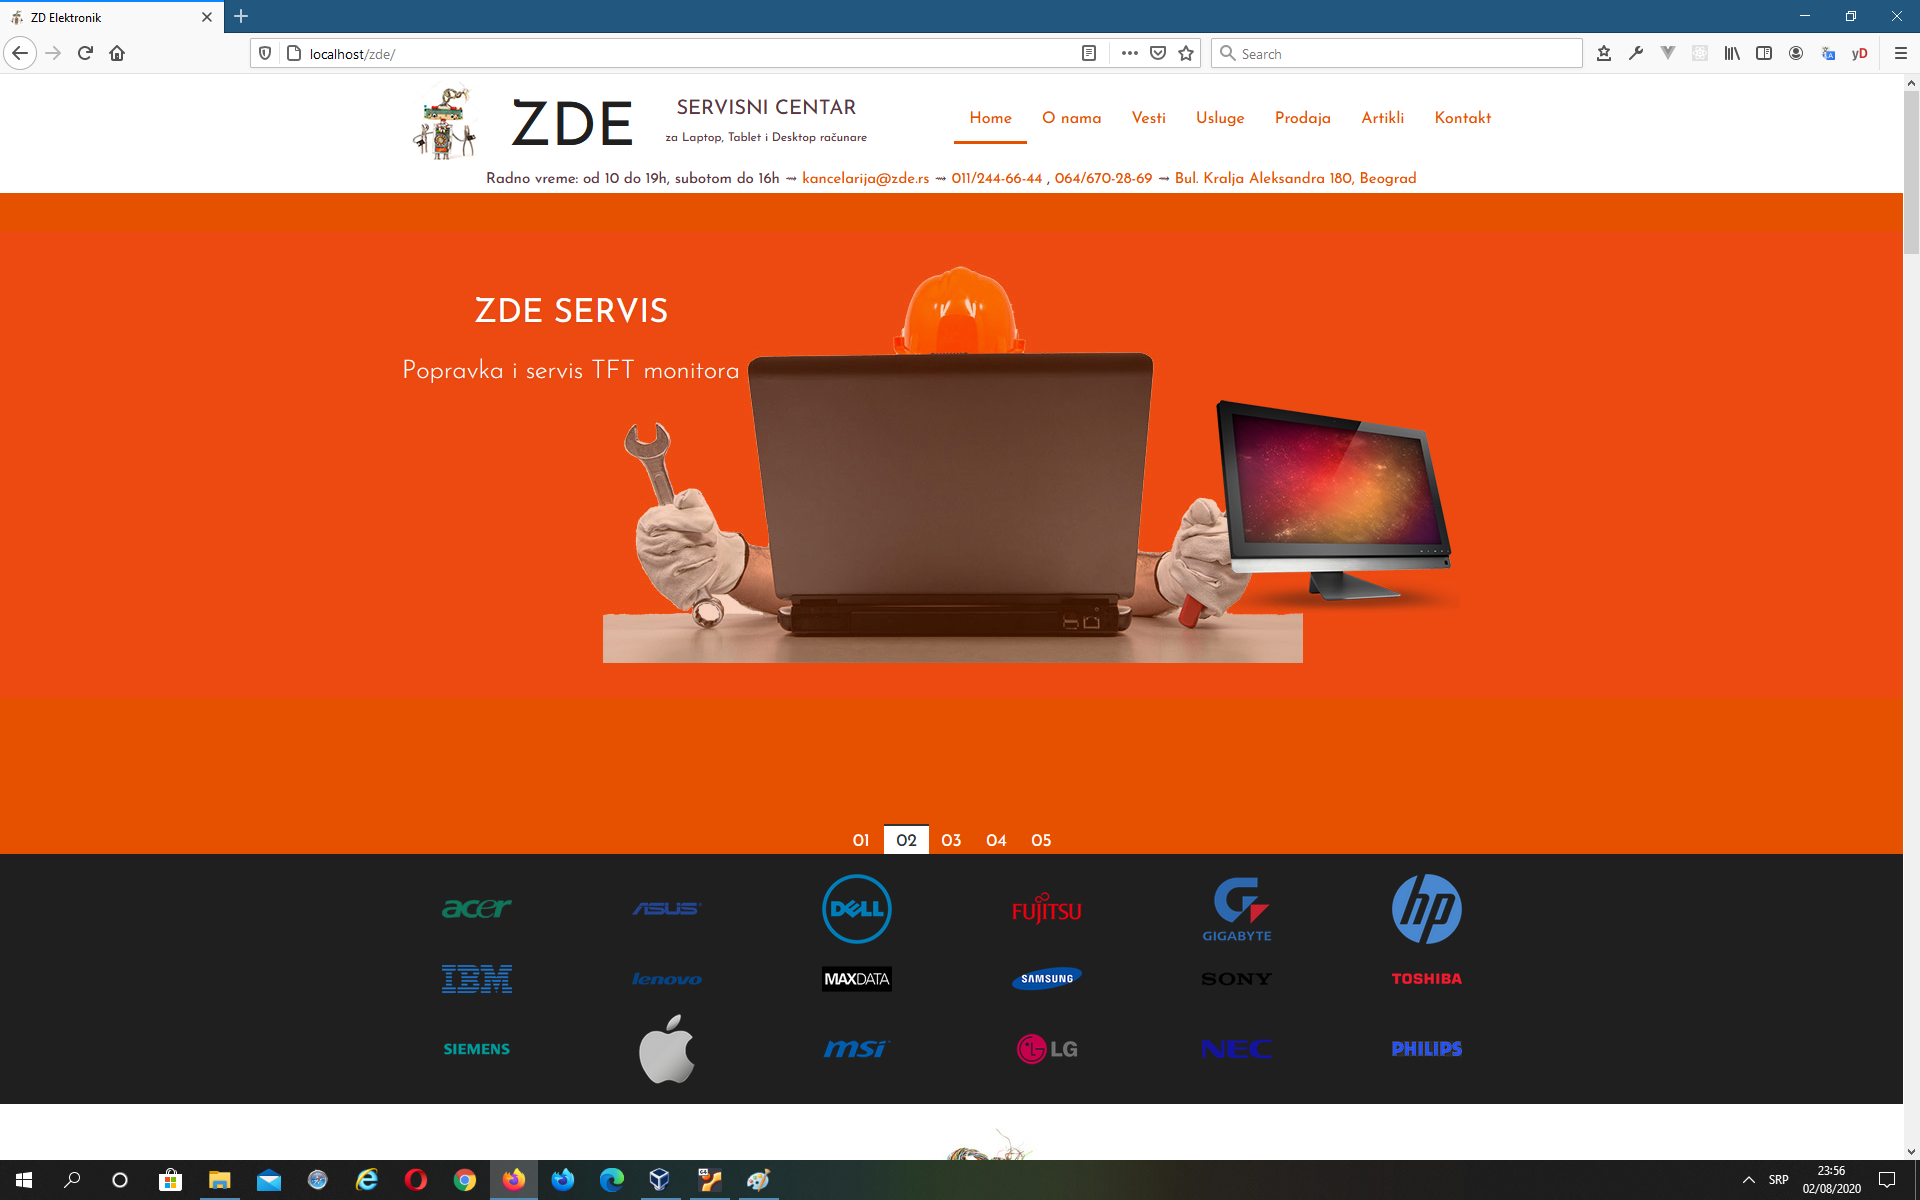 ZD Elektronik
localhost/zde/
Search
yD
ZDE
SERVISNI CENTAR
za Laptop, Tablet i Desktop računare
Home O nama Vesti Usluge Prodaja Artikli Kontakt
Radno vreme: od 10 do 19h, subotom do 16h ⇝ kancelarija@zde.rs ⇝ 011/244-66-44 , 064/670-28-69 ⇝ Bul. Kralja Aleksandra 180, Beograd
ZDE SERVIS
Popravka i servis TFT monitora
01 02 03 04 05
acer ASUS DELL FUJITSU G GIGABYTE hp
IBM lenovo MAXDATA SAMSUNG SONY TOSHIBA
SIEMENS msi LG NEC PHILIPS
SRP
23:56
02/08/2020